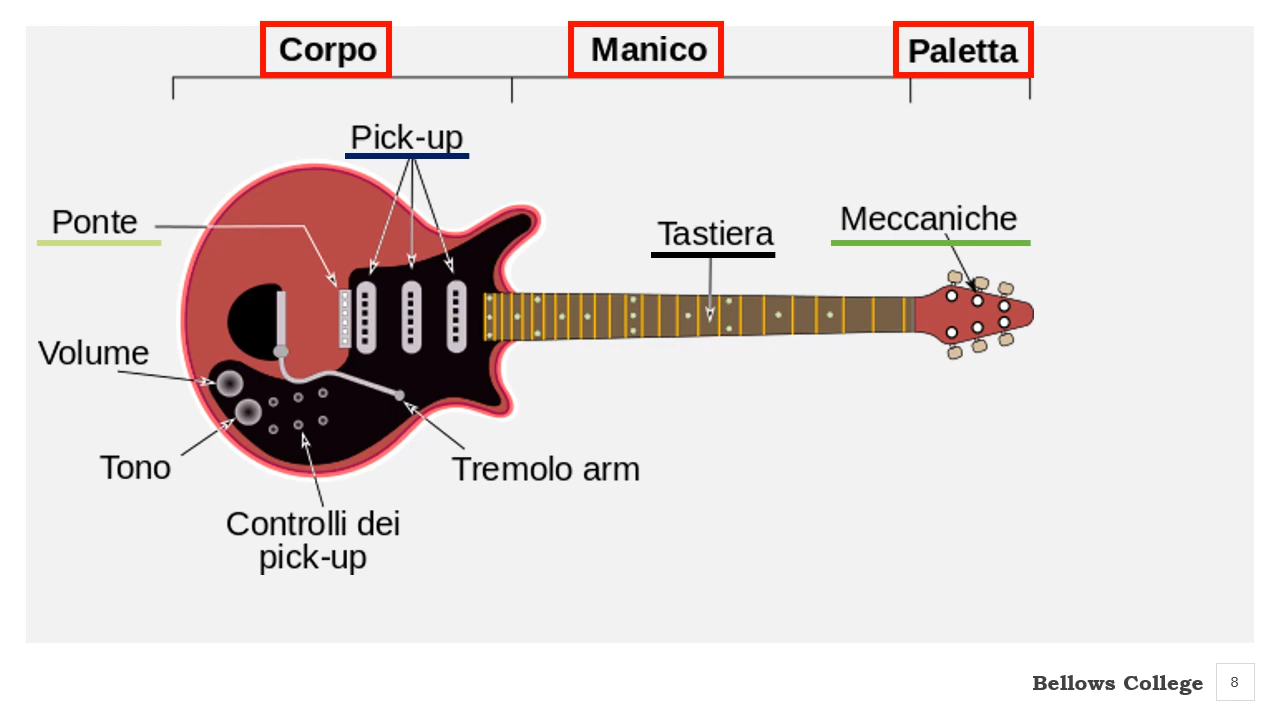 Corpo
Manico
Paletta
Pick-up
Ponte
Tastiera
Meccaniche
Volume
Tono
Tremolo arm
Controlli dei
pick-up
Bellows College
8